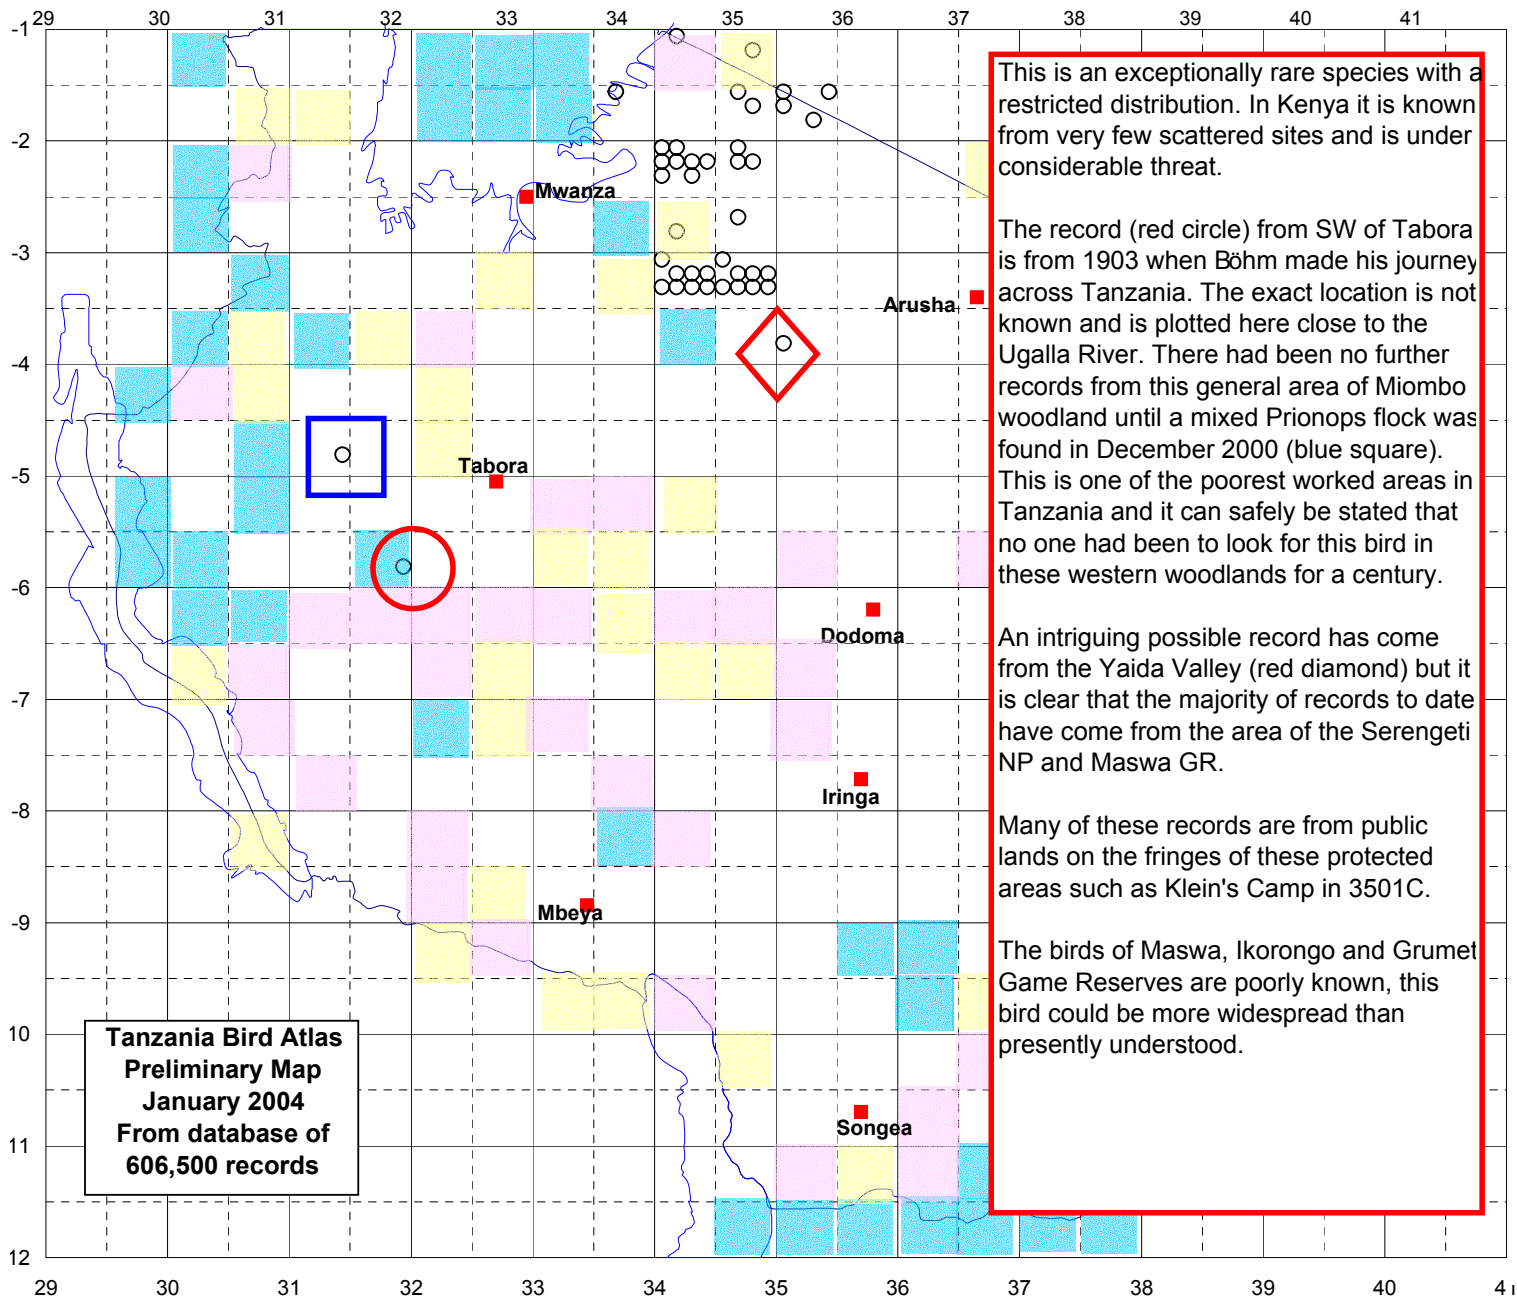 29 30 31 32 33 34 35 36 37 38 39 40 41
-1
-2
-3
-4
-5
-6
-7
-8
-9
10
11
12
Mwanza
Arusha
Tabora
Dodoma
Iringa
Mbeya
Songea
This is an exceptionally rare species with a
restricted distribution. In Kenya it is known
from very few scattered sites and is under
considerable threat.
The record (red circle) from SW of Tabora
is from 1903 when Böhm made his journey
across Tanzania. The exact location is not
known and is plotted here close to the
Ugalla River. There had been no further
records from this general area of Miombo
woodland until a mixed Prionops flock was
found in December 2000 (blue square).
This is one of the poorest worked areas in
Tanzania and it can safely be stated that
no one had been to look for this bird in
these western woodlands for a century.
An intriguing possible record has come
from the Yaida Valley (red diamond) but it
is clear that the majority of records to date
have come from the area of the Serengeti
NP and Maswa GR.
Many of these records are from public
lands on the fringes of these protected
areas such as Klein's Camp in 3501C.
The birds of Maswa, Ikorongo and Grumet
Game Reserves are poorly known, this
bird could be more widespread than
presently understood.
Tanzania Bird Atlas
Preliminary Map
January 2004
From database of
606,500 records
29 30 31 32 33 34 35 36 37 38 39 40